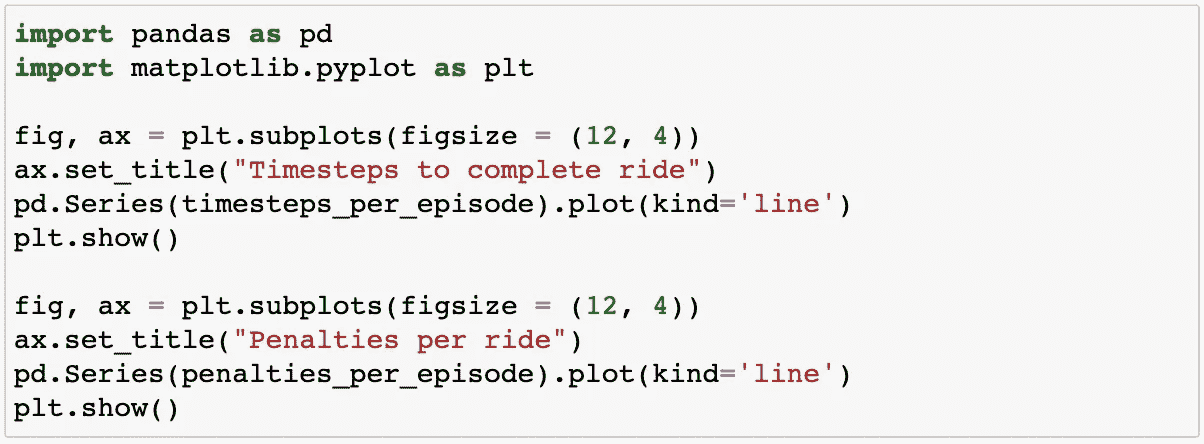 import pandas as pd
import matplotlib.pyplot as plt

fig, ax = plt.subplots(figsize = (12, 4))
ax.set_title("Timesteps to complete ride")
pd.Series(timesteps_per_episode).plot(kind='line')
plt.show()

fig, ax = plt.subplots(figsize = (12, 4))
ax.set_title("Penalties per ride")
pd.Series(penalties_per_episode).plot(kind='line')
plt.show()